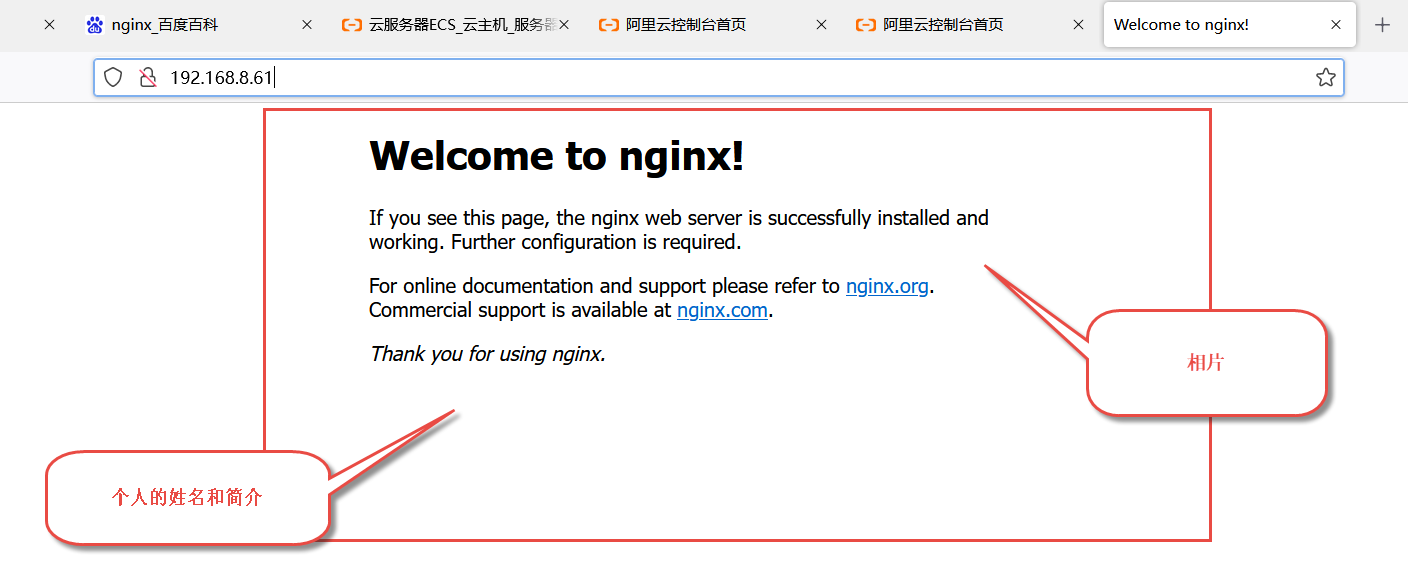 nginx_百度百科
云服务器ECS_云主机_服务器
阿里云控制台首页
阿里云控制台首页
Welcome to nginx!
192.168.8.61
Welcome to nginx!
If you see this page, the nginx web server is successfully installed and
working. Further configuration is required.
For online documentation and support please refer to nginx.org.
Commercial support is available at nginx.com.
Thank you for using nginx.
相片
个人的姓名和简介